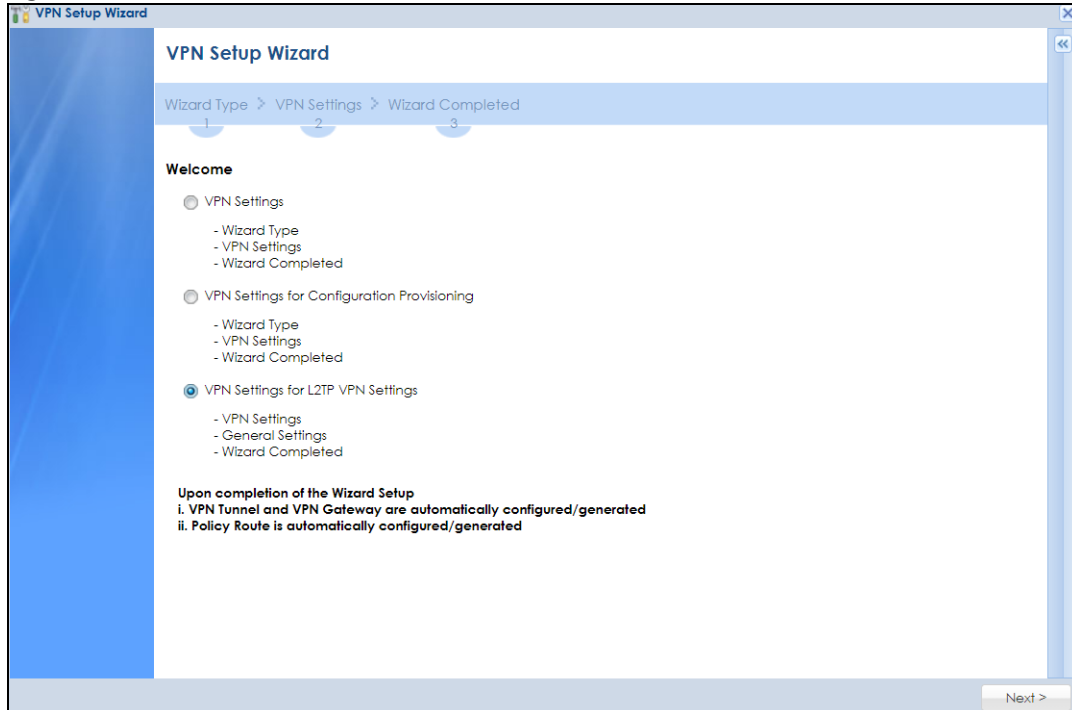 VPN Setup Wizard
VPN Setup Wizard
Wizard Type > VPN Settings > Wizard Completed
1 2 3
Welcome
VPN Settings
- Wizard Type
- VPN Settings
- Wizard Completed
VPN Settings for Configuration Provisioning
- Wizard Type
- VPN Settings
- Wizard Completed
VPN Settings for L2TP VPN Settings
- VPN Settings
- General Settings
- Wizard Completed
Upon completion of the Wizard Setup
i. VPN Tunnel and VPN Gateway are automatically configured/generated
ii. Policy Route is automatically configured/generated
Next >